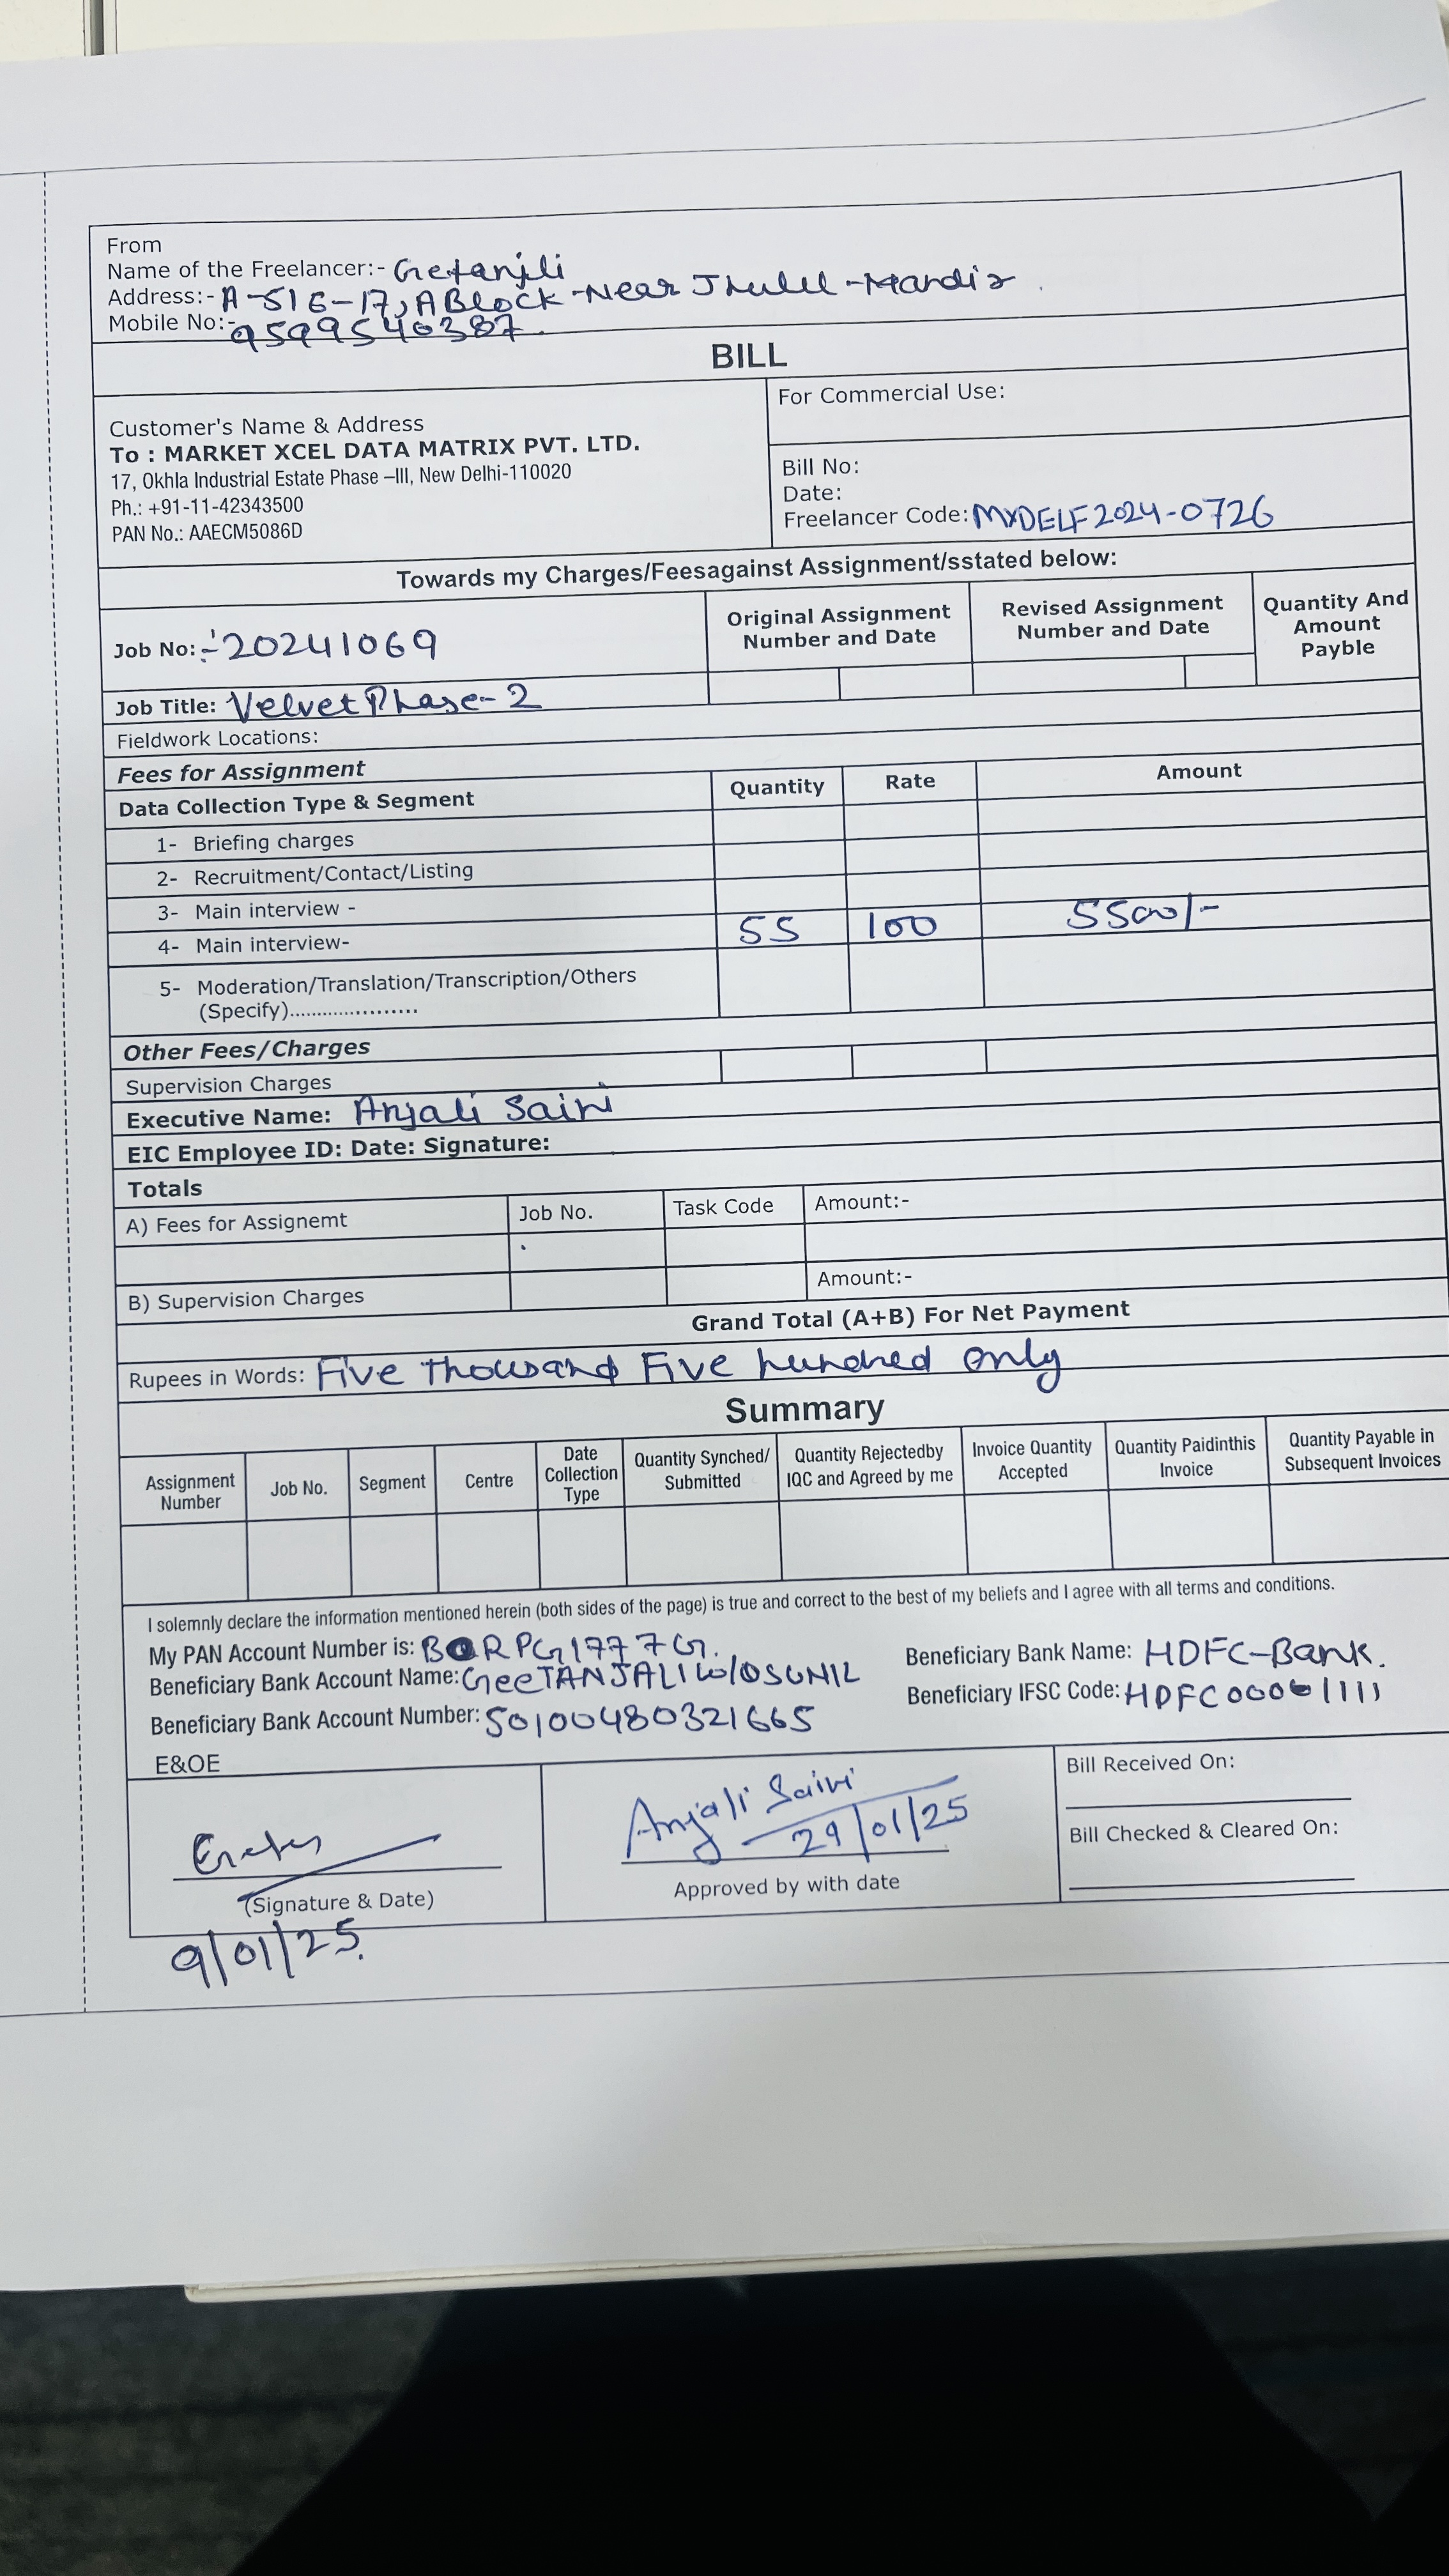 From
Name of the Freelancer:- Getanjli
Address:- A-516-17, A Block -Near Jhulel -Mandir
Mobile No:- 9599540387
BILL
Customer's Name & Address
To : MARKET XCEL DATA MATRIX PVT. LTD.
17, Okhla Industrial Estate Phase –III, New Delhi-110020
Ph.: +91-11-42343500
PAN No.: AAECM5086D
For Commercial Use:
Bill No:
Date:
Freelancer Code: MXDELF2024-0726
Towards my Charges/Feesagainst Assignment/sstated below:
Job No:- 20241069
Original Assignment Number and Date
Revised Assignment Number and Date
Quantity And Amount Payble
Job Title: Velvet Phase-2
Fieldwork Locations:
Fees for Assignment
Data Collection Type & Segment Quantity Rate Amount
1- Briefing charges
2- Recruitment/Contact/Listing
3- Main interview -
4- Main interview- 55 100 5500/-
5- Moderation/Translation/Transcription/Others
(Specify).....................
Other Fees/Charges
Supervision Charges
Executive Name: Anjali Saini
EIC Employee ID: Date: Signature:
Totals
A) Fees for Assignemt Job No. Task Code Amount:-
B) Supervision Charges Amount:-
Grand Total (A+B) For Net Payment
Rupees in Words: Five thousand Five hundred only
Summary
Assignment Number
Job No.
Segment
Centre
Date Collection Type
Quantity Synched/ Submitted
Quantity Rejectedby IQC and Agreed by me
Invoice Quantity Accepted
Quantity Paidinthis Invoice
Quantity Payable in Subsequent Invoices
I solemnly declare the information mentioned herein (both sides of the page) is true and correct to the best of my beliefs and I agree with all terms and conditions.
My PAN Account Number is:
Beneficiary Bank Name: HDFC-Bank.
Beneficiary Bank Account Name: GeeTANJALI W/O SUNIL
Beneficiary IFSC Code:
Beneficiary Bank Account Number: 50100480321665
E&OE
(Signature & Date)
9/01/25.
Anjali Saini
29/01/25
Approved by with date
Bill Received On:
Bill Checked & Cleared On: